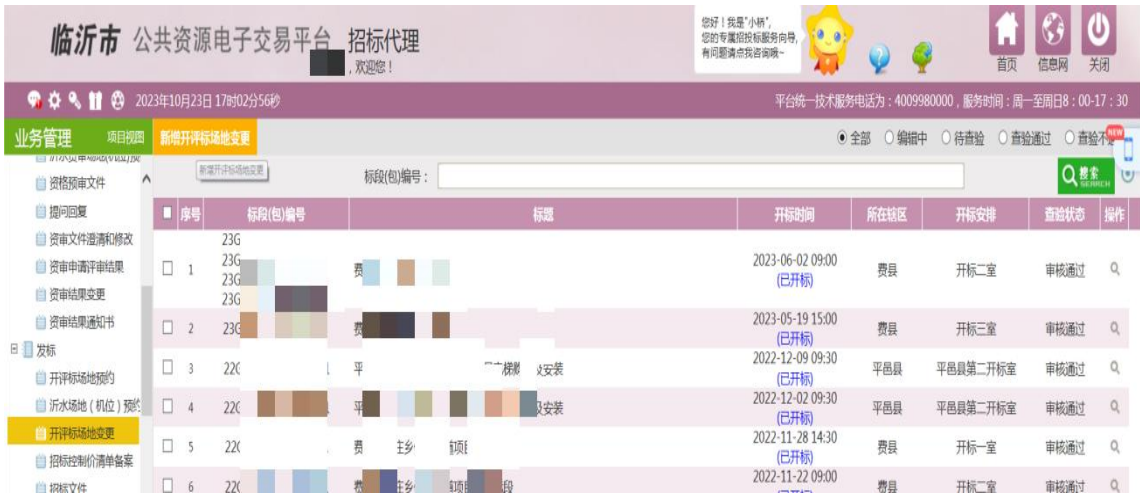 临沂市 公共资源电子交易平台 招标代理
, 欢迎您!
您好!我是"小桥",
您的专属招投标服务向导,
有问题请点我咨询哦~
首页 信息网 关闭
2023年10月23日 17时02分56秒
平台统一技术服务电话为:4009980000,服务时间:周一至周日8:00-17:30
业务管理 项目视图 新增开评标场地变更
全部 编辑中 待查验 查验通过 查验不
NEW
新增开评标场地变更
标段(包)编号:
搜索
SEARCH
资格预审文件
提问回复
资审文件澄清和修改
资审申请评审结果
资审结果变更
资审结果通知书
发标
开评标场地预约
沂水场地(机位)预约
开评标场地变更
招标控制价清单备案
招标文件
序号 标段(包)编号 标题 开标时间 所在辖区 开标安排 查验状态 操作
23G
23G
23G
23G
1 费 2023-06-02 09:00 费县 开标二室 审核通过
(已开标)
2 23G 费 2023-05-19 15:00 费县 开标三室 审核通过
(已开标)
3 22G 平 安装 2022-12-09 09:30 平邑县 平邑县第二开标室 审核通过
(已开标)
4 22G 平 及安装 2022-12-02 09:30 平邑县 平邑县第二开标室 审核通过
(已开标)
5 220 费 主乡 项目 2022-11-28 14:30 费县 开标一室 审核通过
(已开标)
6 220 费 主乡 项目 段 2022-11-22 09:00 费县 开标二室 审核通过